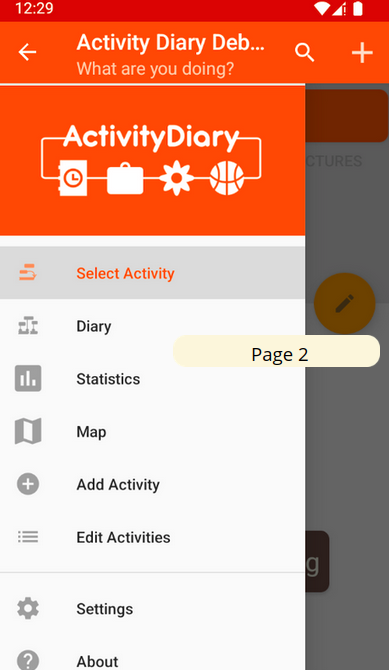 12:29
Activity Diary Deb...
What are you doing?
ActivityDiary
CTURES
Select Activity
Diary
Page 2
Statistics
Map
Add Activity
Edit Activities
g
Settings
About